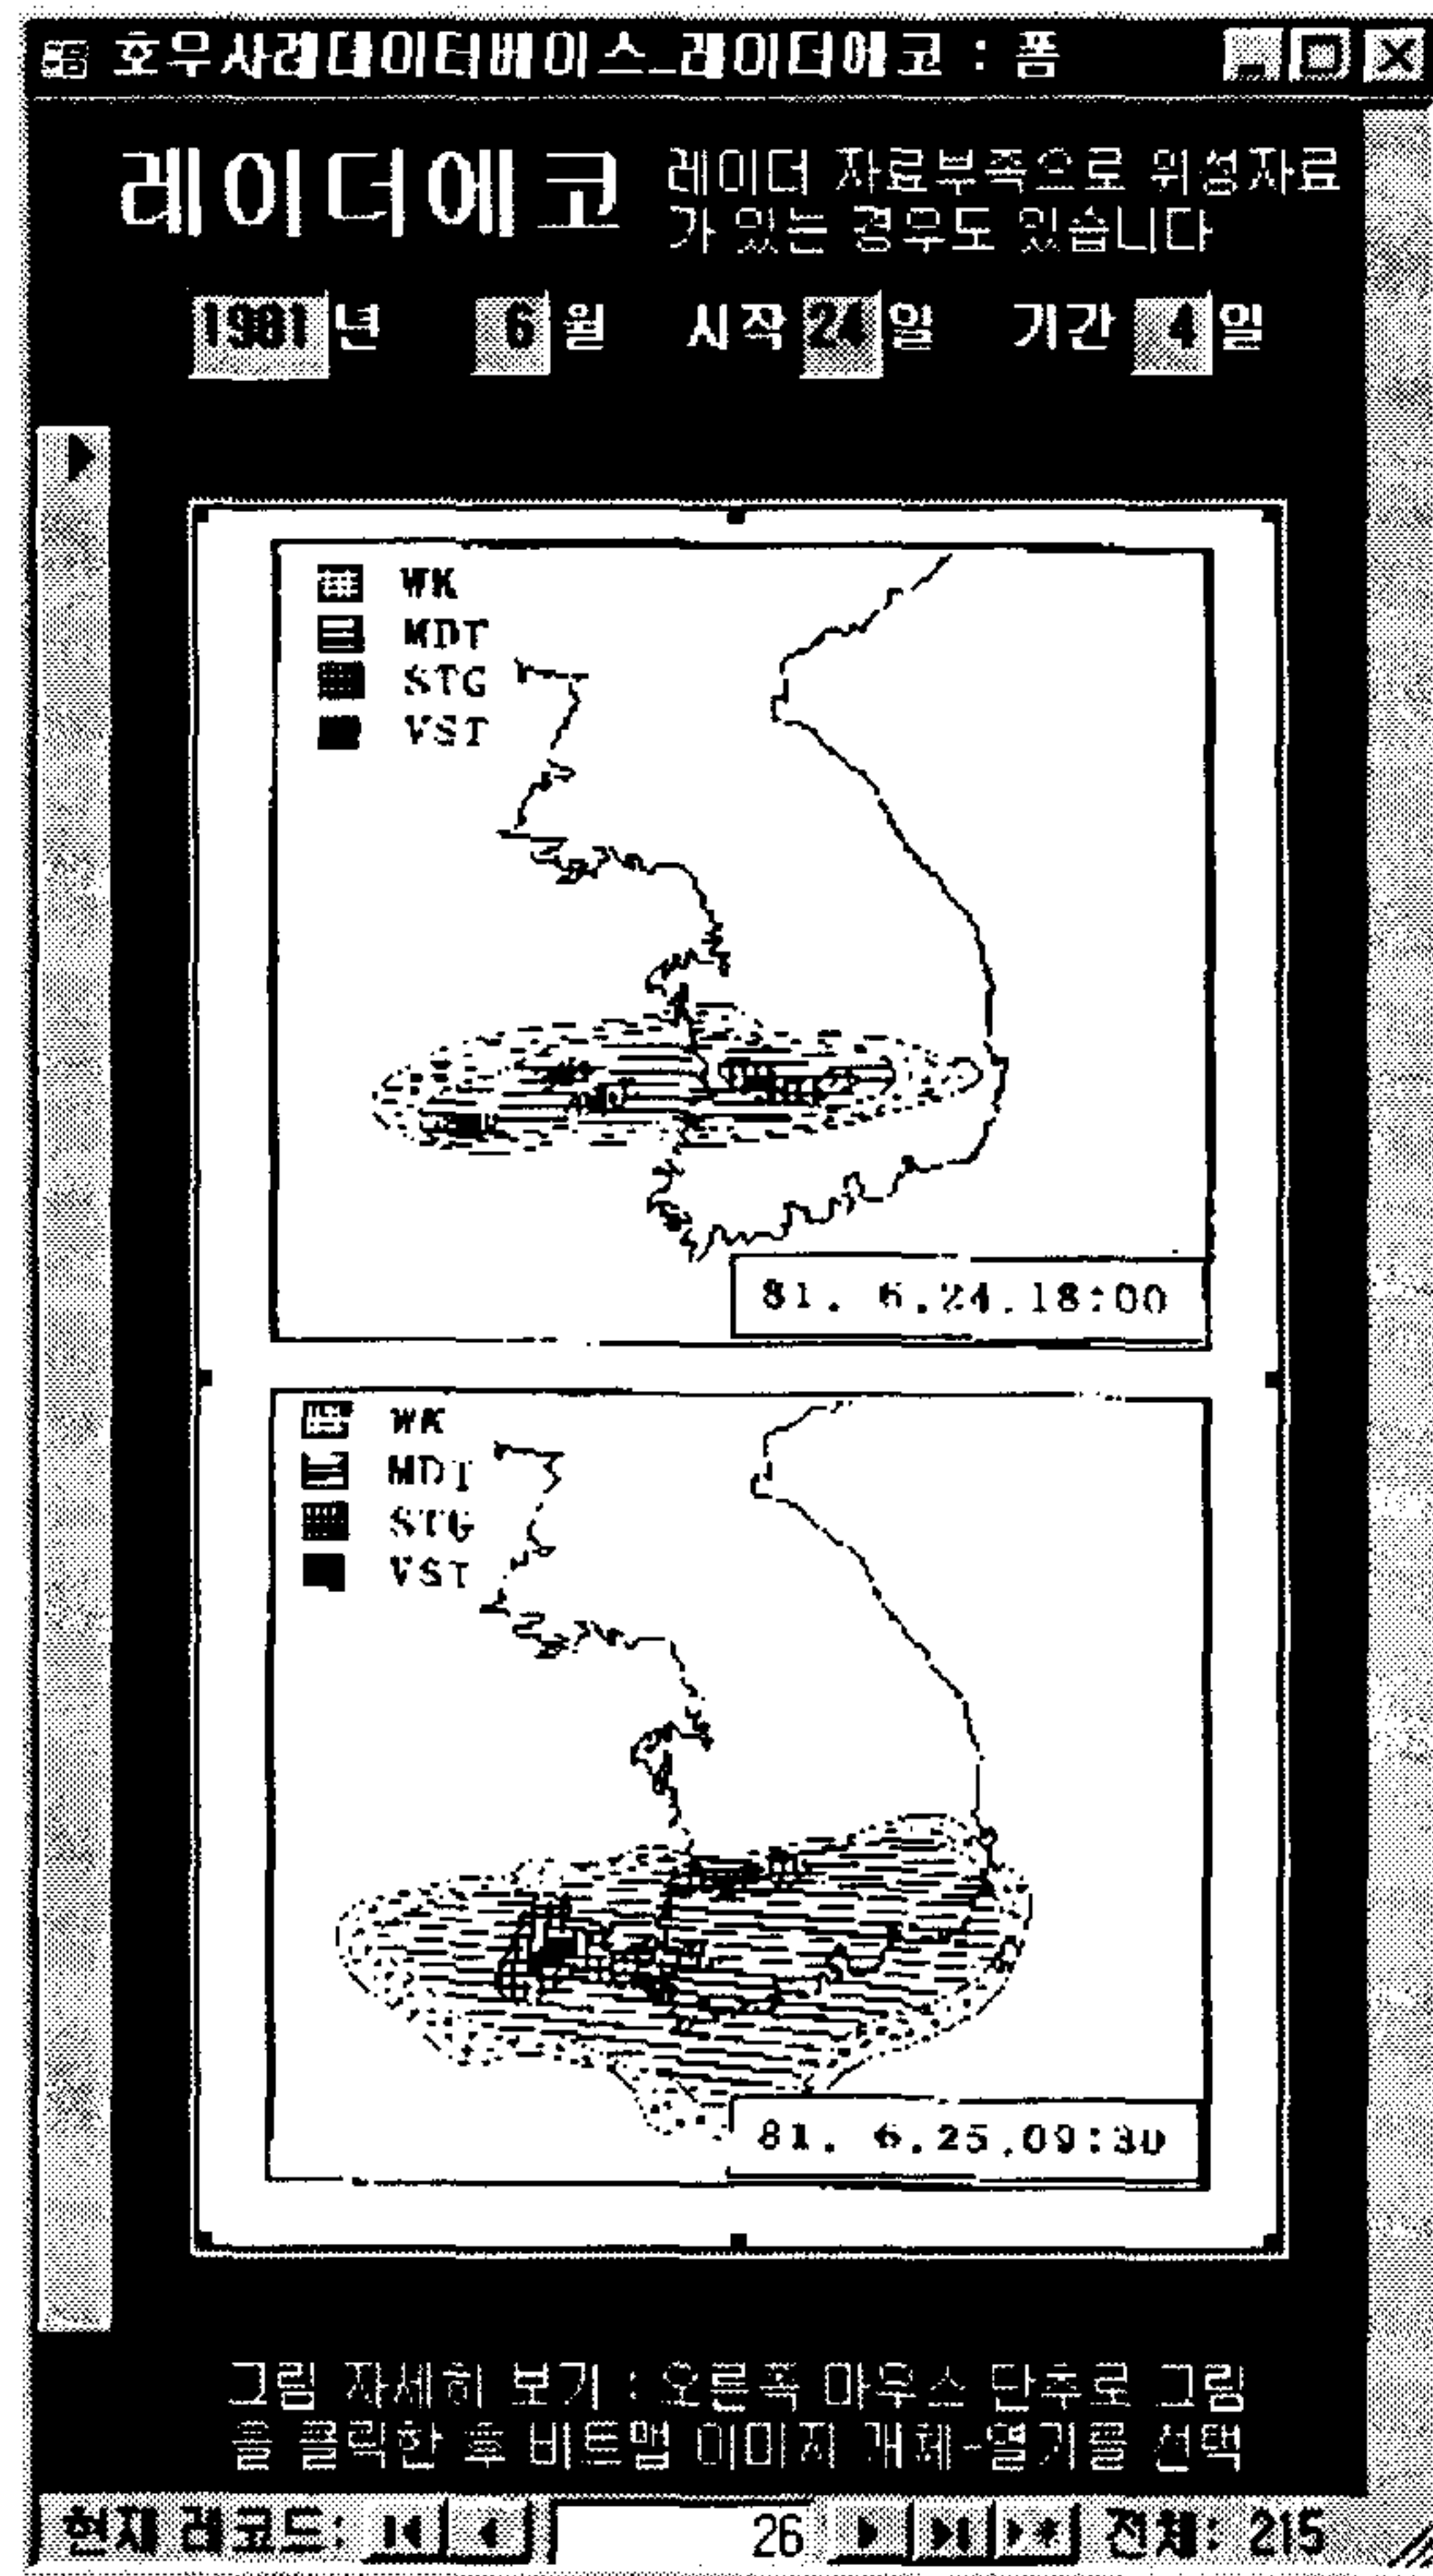 호우사례데이터베이스_레이더에코 : 폼
레이더에코
레이더 자료부족으로 위성자료
가 있는 경우도 있습니다
1981 년 6 월 시작 24 일 기간 4 일
WK
MDT
STG
VST
81. 6.24.18:00
WK
MDT
STG
VST
81. 6.25.09:30
그림 자세히 보기 : 오른쪽 마우스 단추로 그림
을 클릭한 후 비트맵 이미지 개체-열기를 선택
현재 레코드: 26 전체: 215